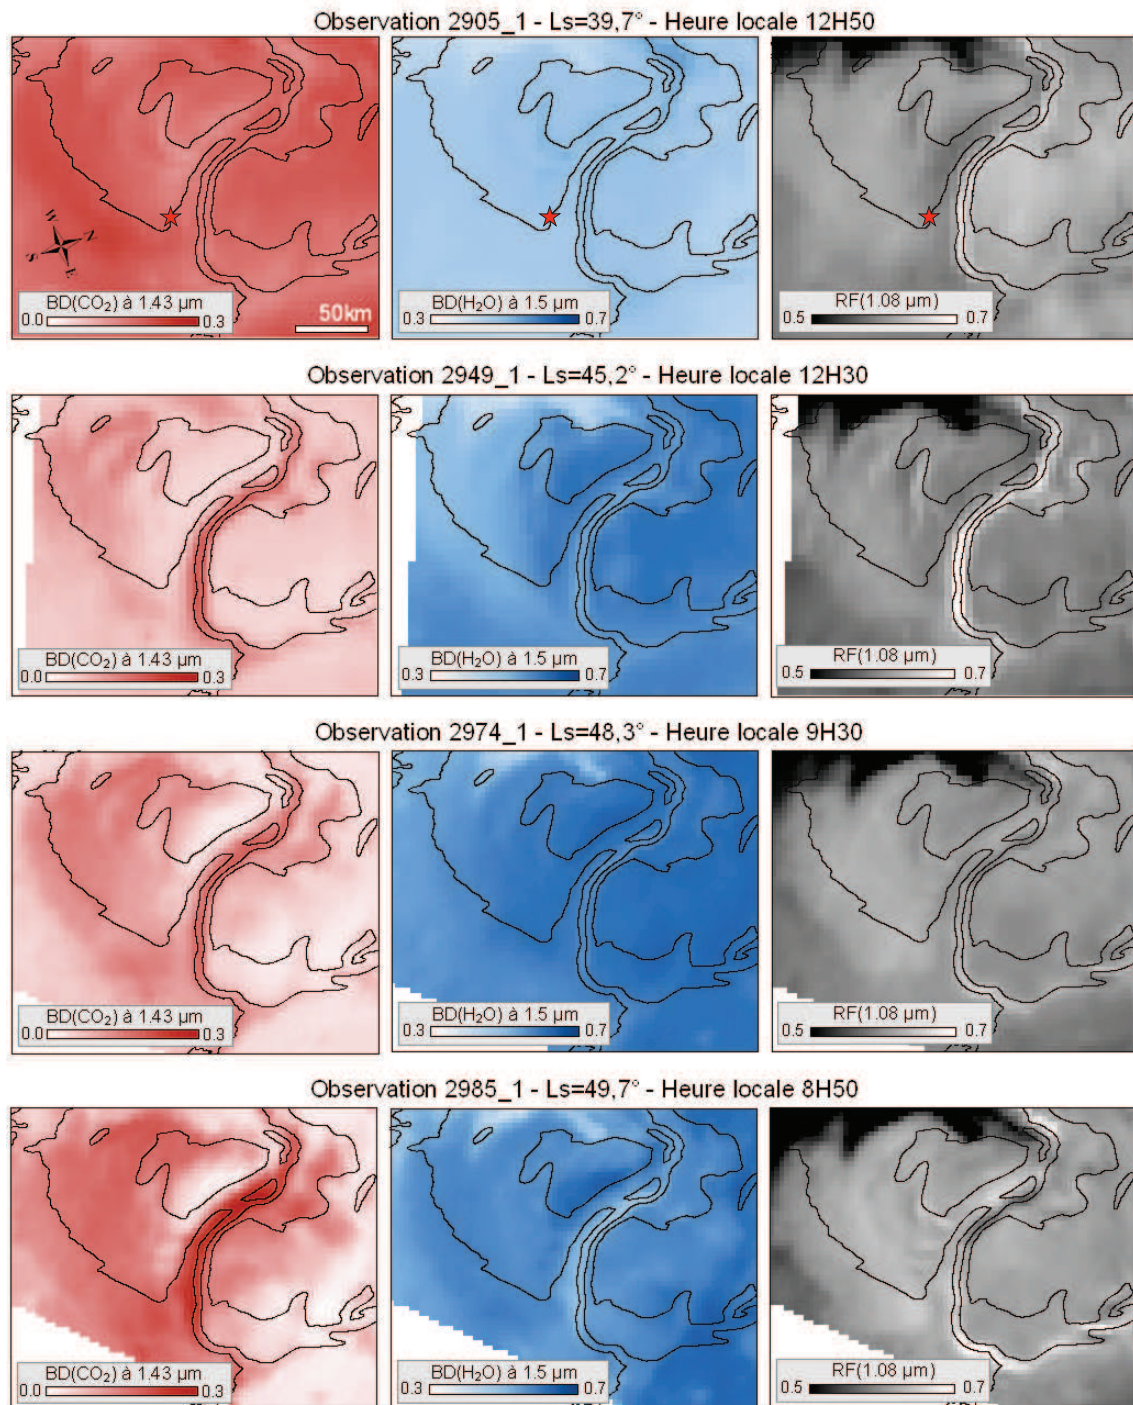 Observation 2905_1 - Ls=39,7° - Heure locale 12H50
W
N
S
E
BD(CO₂) à 1.43 µm
0.0 0.3
50km
BD(H₂O) à 1.5 µm
0.3 0.7
RF(1.08 µm)
0.5 0.7
Observation 2949_1 - Ls=45,2° - Heure locale 12H30
BD(CO₂) à 1.43 µm
0.0 0.3
BD(H₂O) à 1.5 µm
0.3 0.7
RF(1.08 µm)
0.5 0.7
Observation 2974_1 - Ls=48,3° - Heure locale 9H30
BD(CO₂) à 1.43 µm
0.0 0.3
BD(H₂O) à 1.5 µm
0.3 0.7
RF(1.08 µm)
0.5 0.7
Observation 2985_1 - Ls=49,7° - Heure locale 8H50
BD(CO₂) à 1.43 µm
0.0 0.3
BD(H₂O) à 1.5 µm
0.3 0.7
RF(1.08 µm)
0.5 0.7